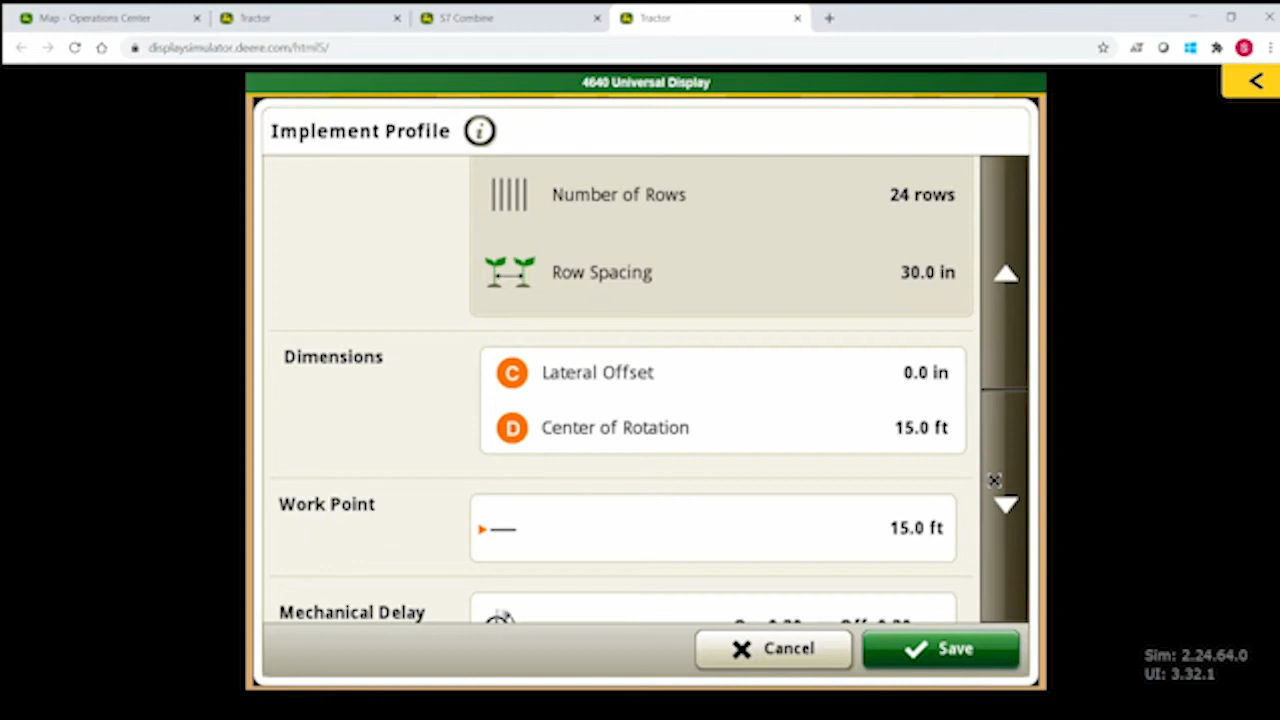 Map - Operations Center
Tractor
S7 Combine
Tractor
displaysimulator.deere.com/html5/
4640 Universal Display
Implement Profile
Number of Rows 24 rows
Row Spacing 30.0 in
Dimensions
C Lateral Offset 0.0 in
D Center of Rotation 15.0 ft
Work Point 15.0 ft
Mechanical Delay
Cancel
Save
Sim: 2.24.64.0
UI: 3.32.1